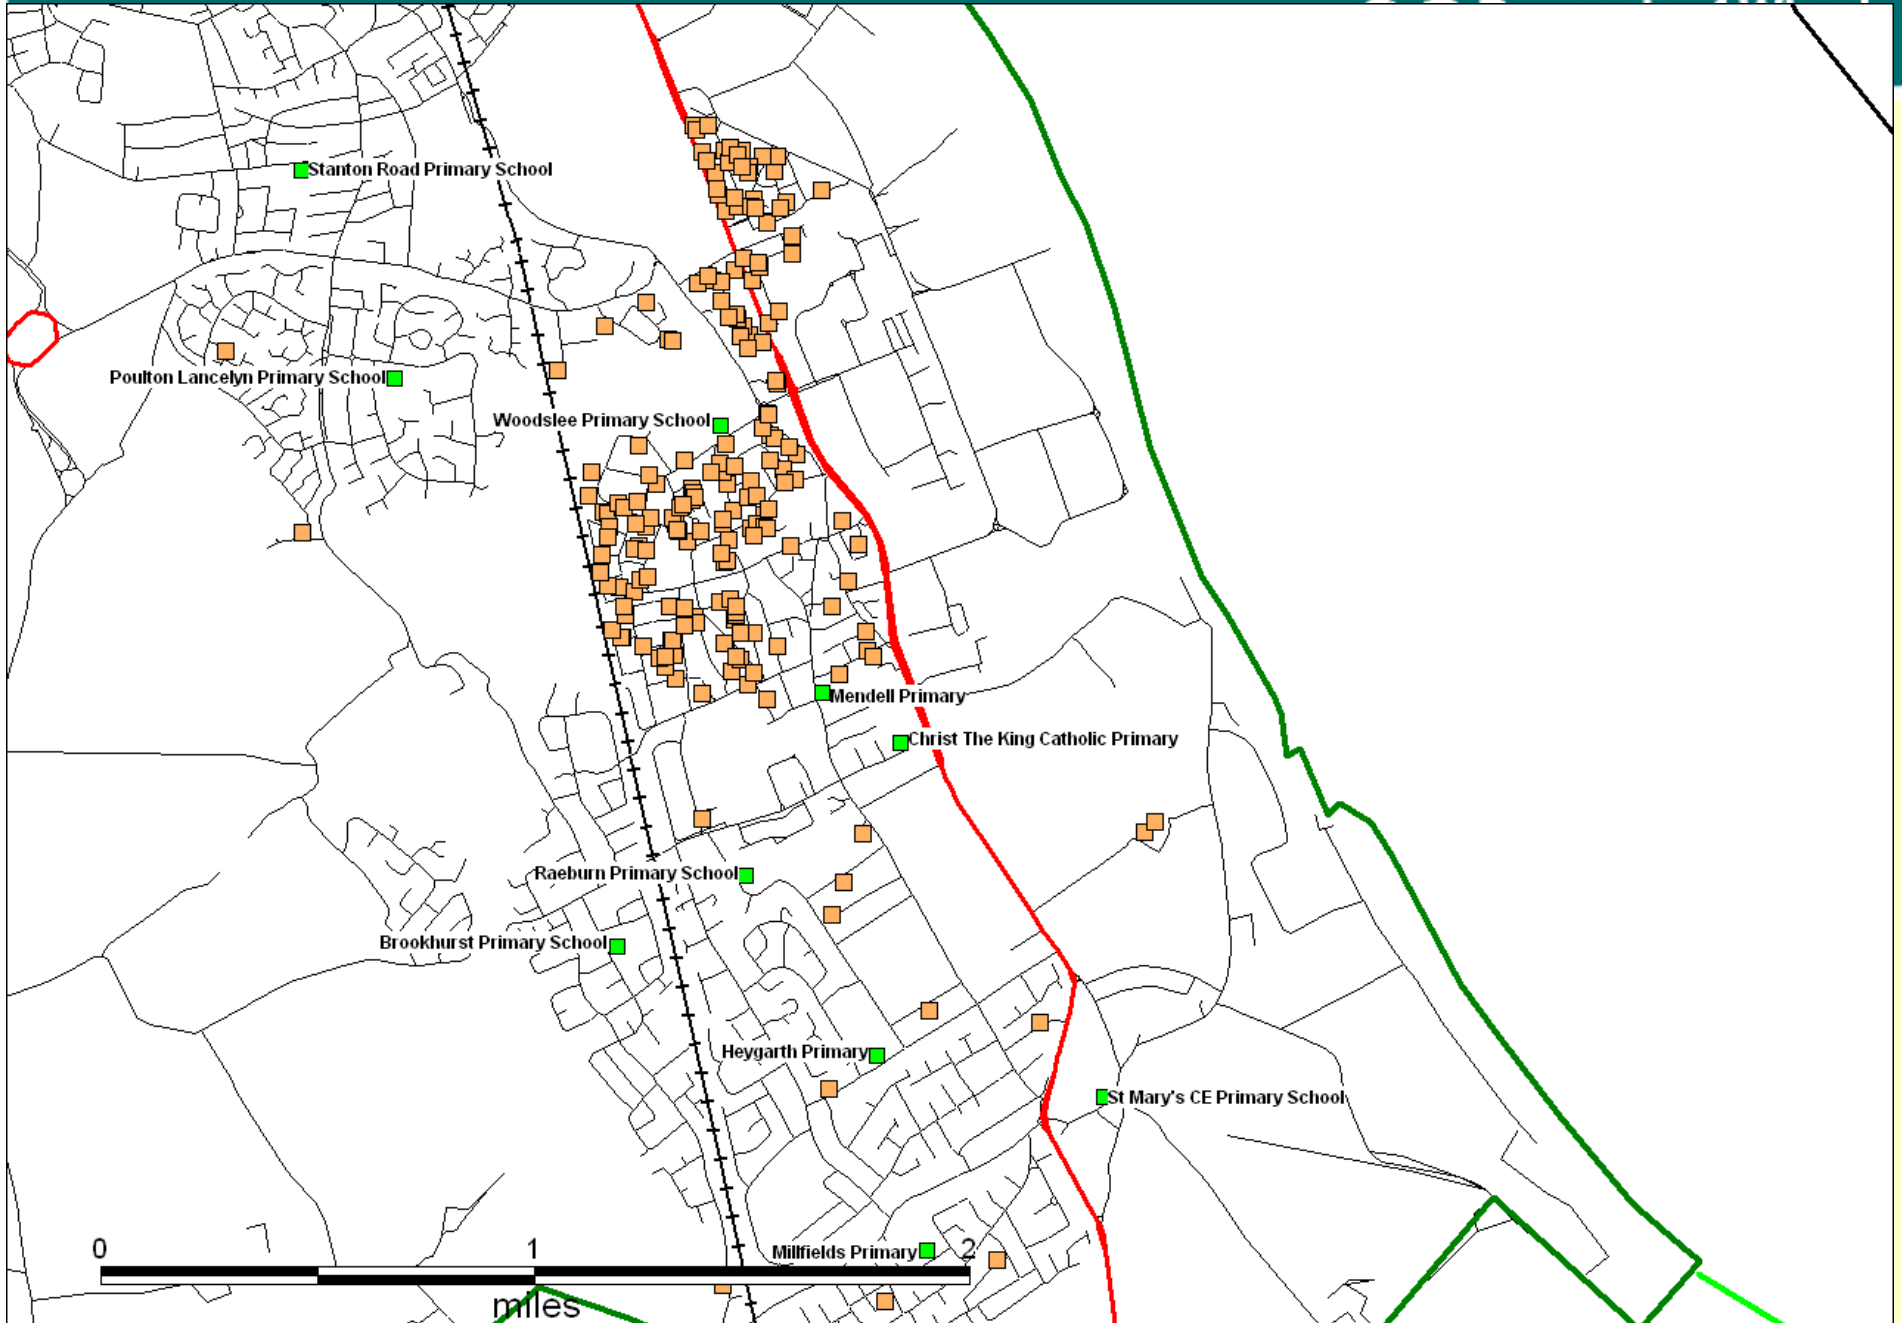 Stanton Road Primary School
Poulton Lancelyn Primary School
Woodslee Primary School
Mendell Primary
Christ The King Catholic Primary
Raeburn Primary School
Brookhurst Primary School
Heygarth Primary
St Mary's CE Primary School
Millfields Primary
0 1 2
miles